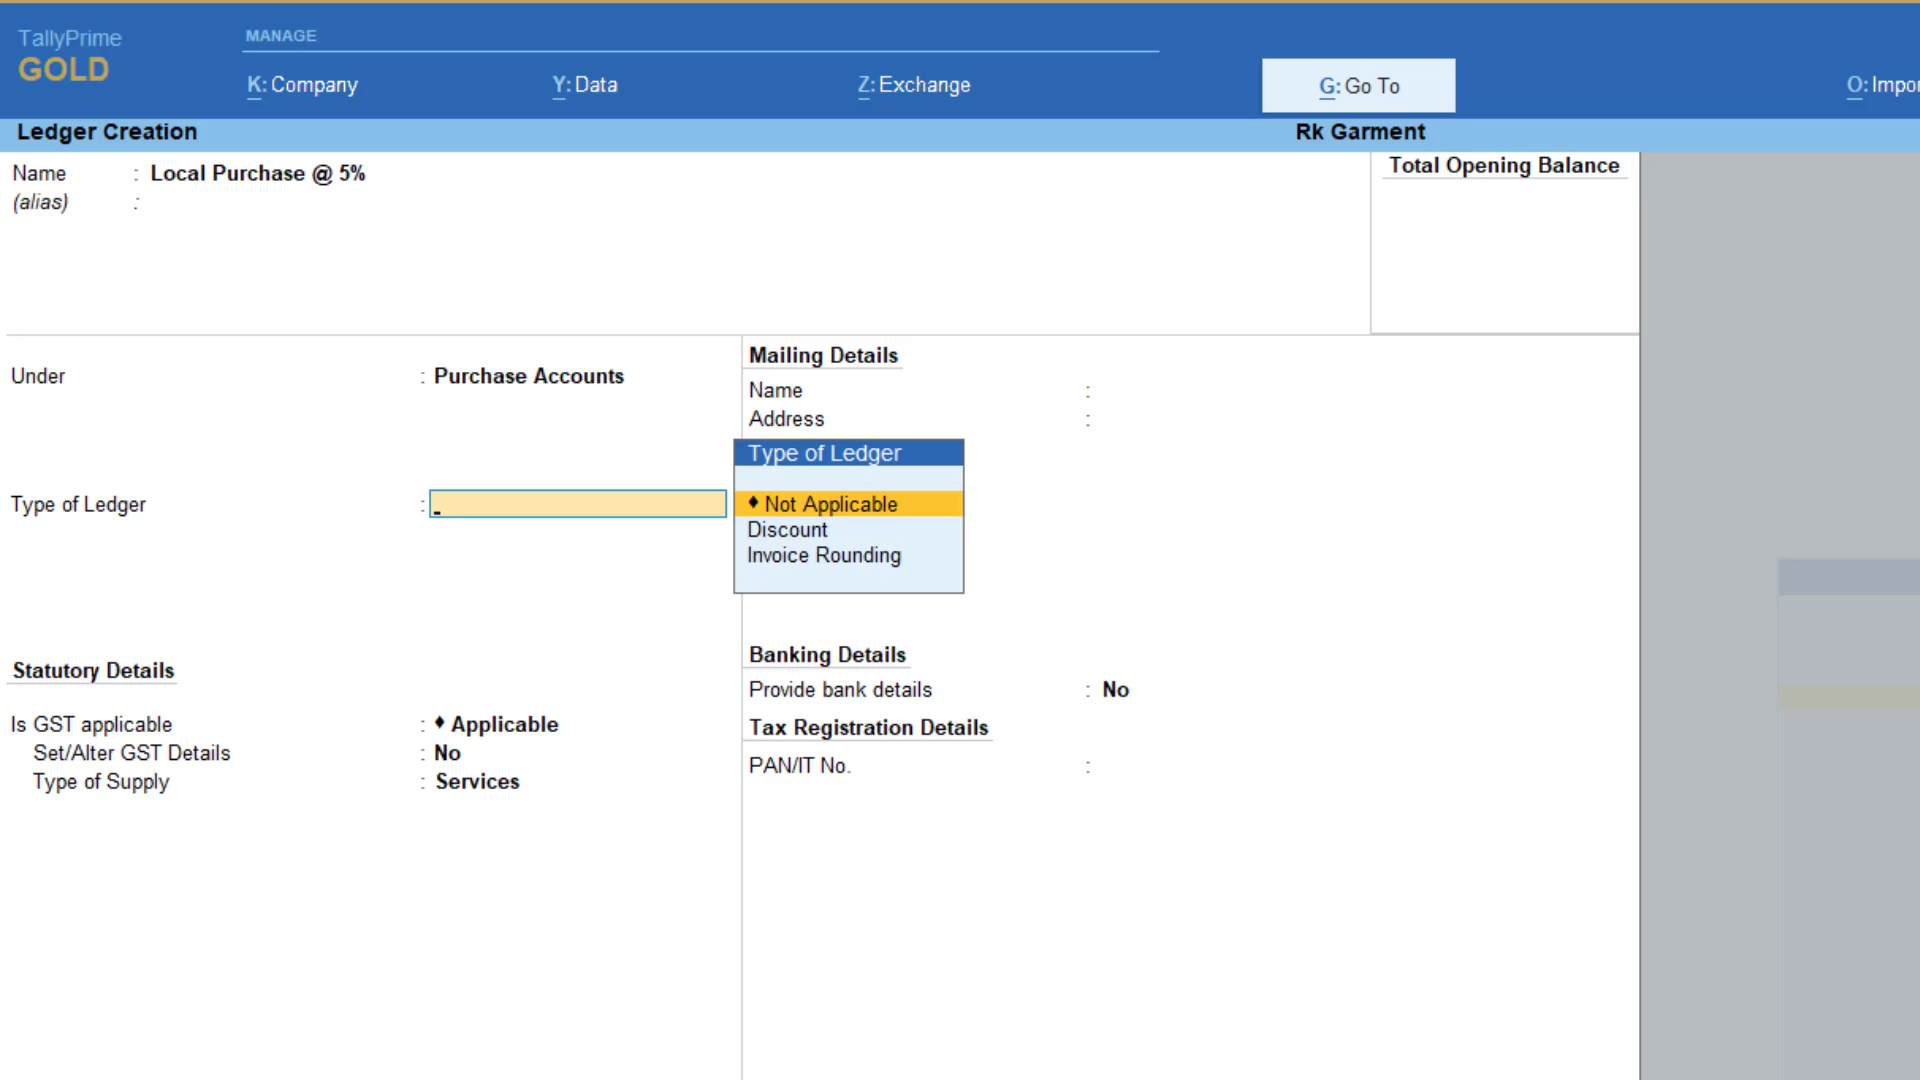 TallyPrime
GOLD
MANAGE
K: Company
Y: Data
Z: Exchange
G: Go To
O: Impor
Ledger Creation
Rk Garment
Name : Local Purchase @ 5%
(alias) :
Total Opening Balance
Under : Purchase Accounts
Type of Ledger :
Statutory Details
Is GST applicable : ♦ Applicable
Set/Alter GST Details : No
Type of Supply : Services
Mailing Details
Name :
Address :
Type of Ledger
♦ Not Applicable
Discount
Invoice Rounding
Banking Details
Provide bank details : No
Tax Registration Details
PAN/IT No. :